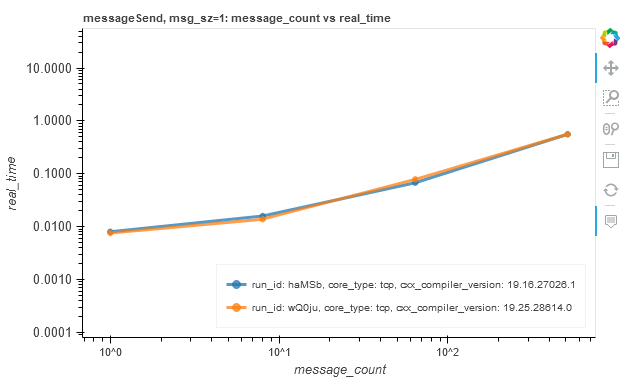 messageSend, msg_sz=1: message_count vs real_time
10.0000
1.0000
0.1000
0.0100
0.0010
0.0001
real_time
run_id: haMSb, core_type: tcp, cxx_compiler_version: 19.16.27026.1
run_id: wQ0ju, core_type: tcp, cxx_compiler_version: 19.25.28614.0
10^0 10^1 10^2
message_count